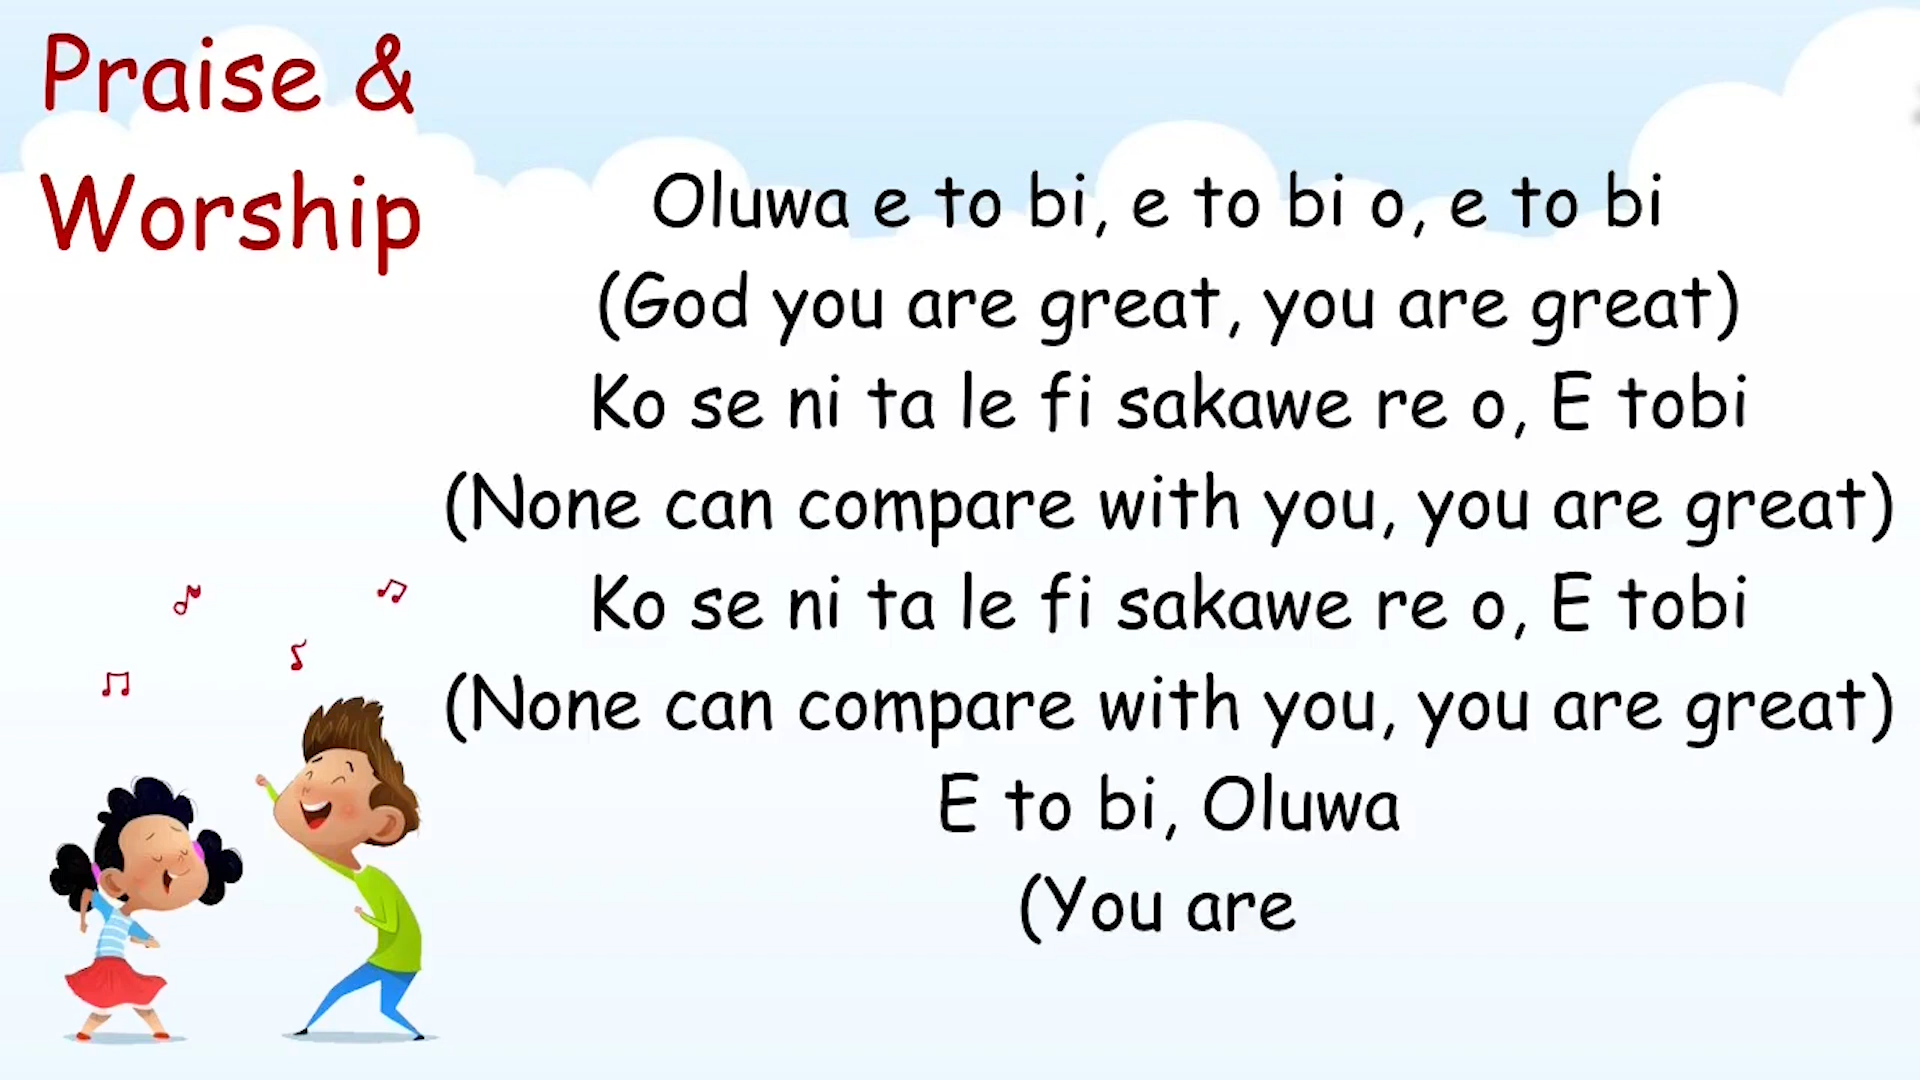 Praise &
Worship
Oluwa e to bi, e to bi o, e to bi
(God you are great, you are great)
Ko se ni ta le fi sakawe re o, E tobi
(None can compare with you, you are great)
Ko se ni ta le fi sakawe re o, E tobi
(None can compare with you, you are great)
E to bi, Oluwa
(You are